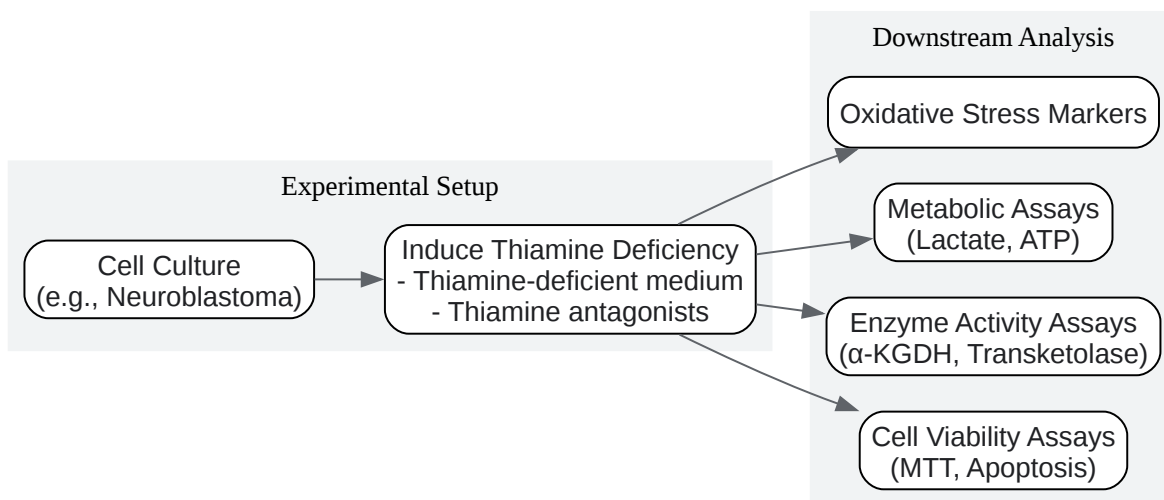 Experimental Setup
Cell Culture
(e.g., Neuroblastoma)
Induce Thiamine Deficiency
- Thiamine-deficient medium
- Thiamine antagonists
Downstream Analysis
Oxidative Stress Markers
Metabolic Assays
(Lactate, ATP)
Enzyme Activity Assays
(α-KGDH, Transketolase)
Cell Viability Assays
(MTT, Apoptosis)